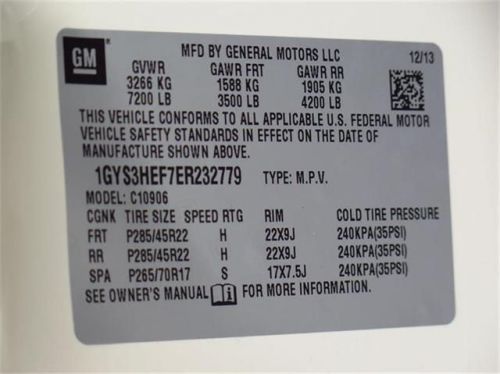 GM MFD BY GENERAL MOTORS LLC 12/13
GVWR GAWR FRT GAWR RR
3266 KG 1588 KG 1905 KG
7200 LB 3500 LB 4200 LB
THIS VEHICLE CONFORMS TO ALL APPLICABLE U.S. FEDERAL MOTOR
VEHICLE SAFETY STANDARDS IN EFFECT ON THE DATE OF
MANUFACTURE SHOWN ABOVE.
1GYS3HEF7ER232779 TYPE: M.P.V.
MODEL: C10906
CGNK TIRE SIZE SPEED RTG RIM COLD TIRE PRESSURE
FRT P285/45R22 H 22X9J 240KPA(35PSI)
RR P285/45R22 H 22X9J 240KPA(35PSI)
SPA P265/70R17 S 17X7.5J 240KPA(35PSI)
SEE OWNER'S MANUAL i FOR MORE INFORMATION.